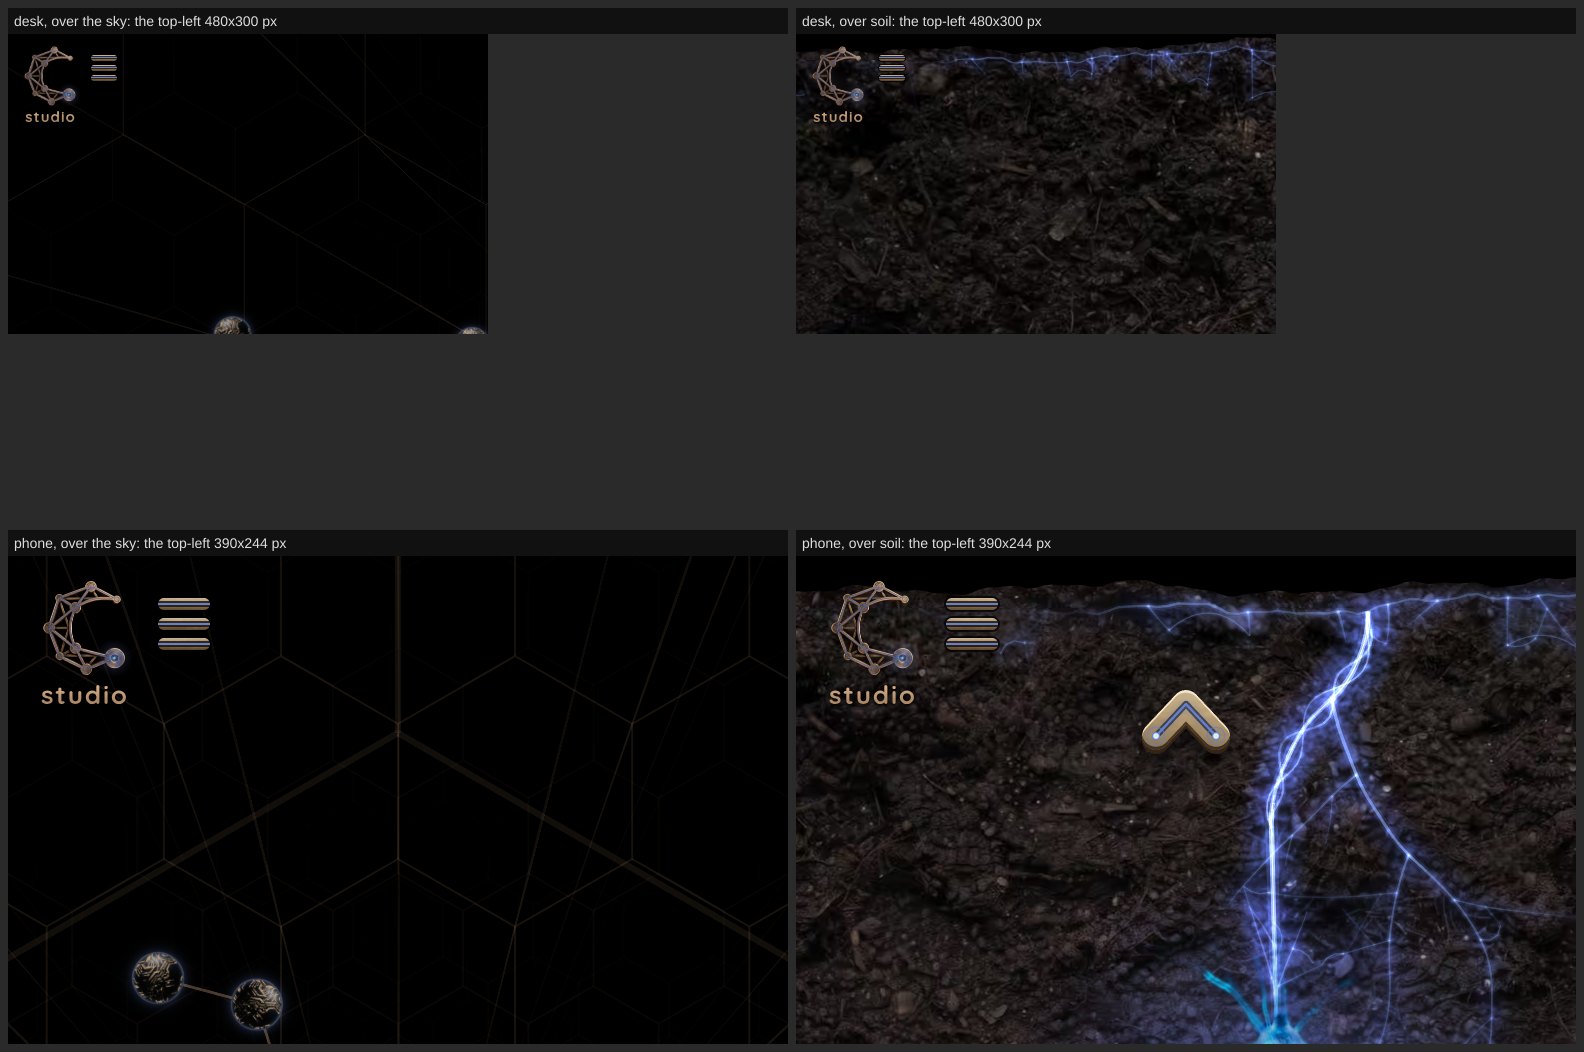 desk, over the sky: the top-left 480x300 px
desk, over soil: the top-left 480x300 px
studio
studio
phone, over the sky: the top-left 390x244 px
phone, over soil: the top-left 390x244 px
studio
studio